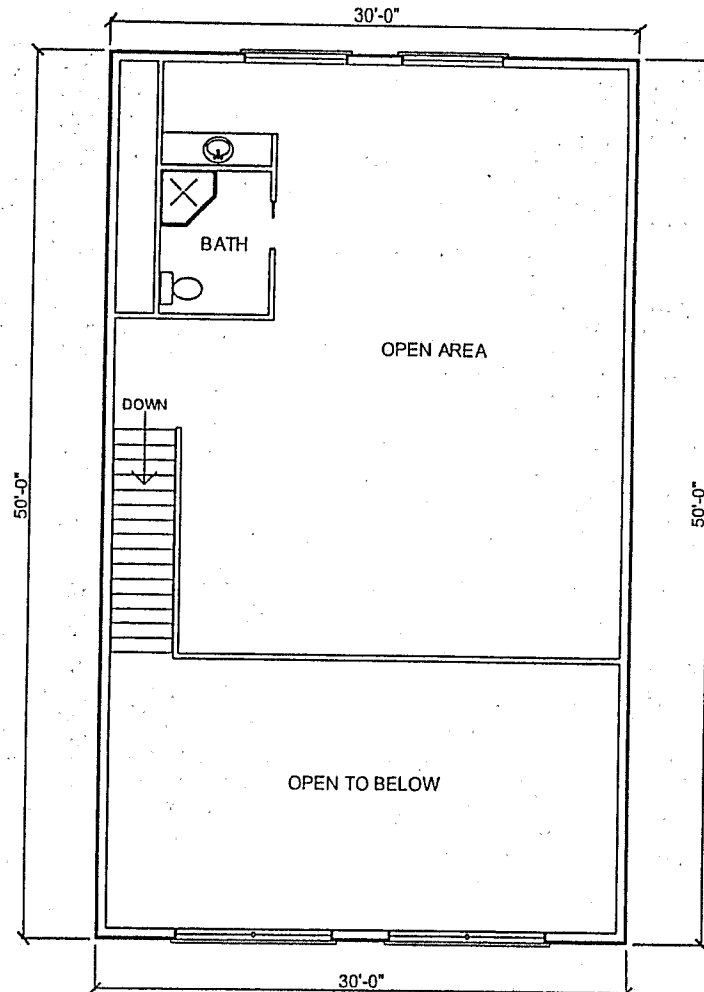 30'-0"
BATH
OPEN AREA
DOWN
50'-0"
50'-0"
OPEN TO BELOW
30'-0"